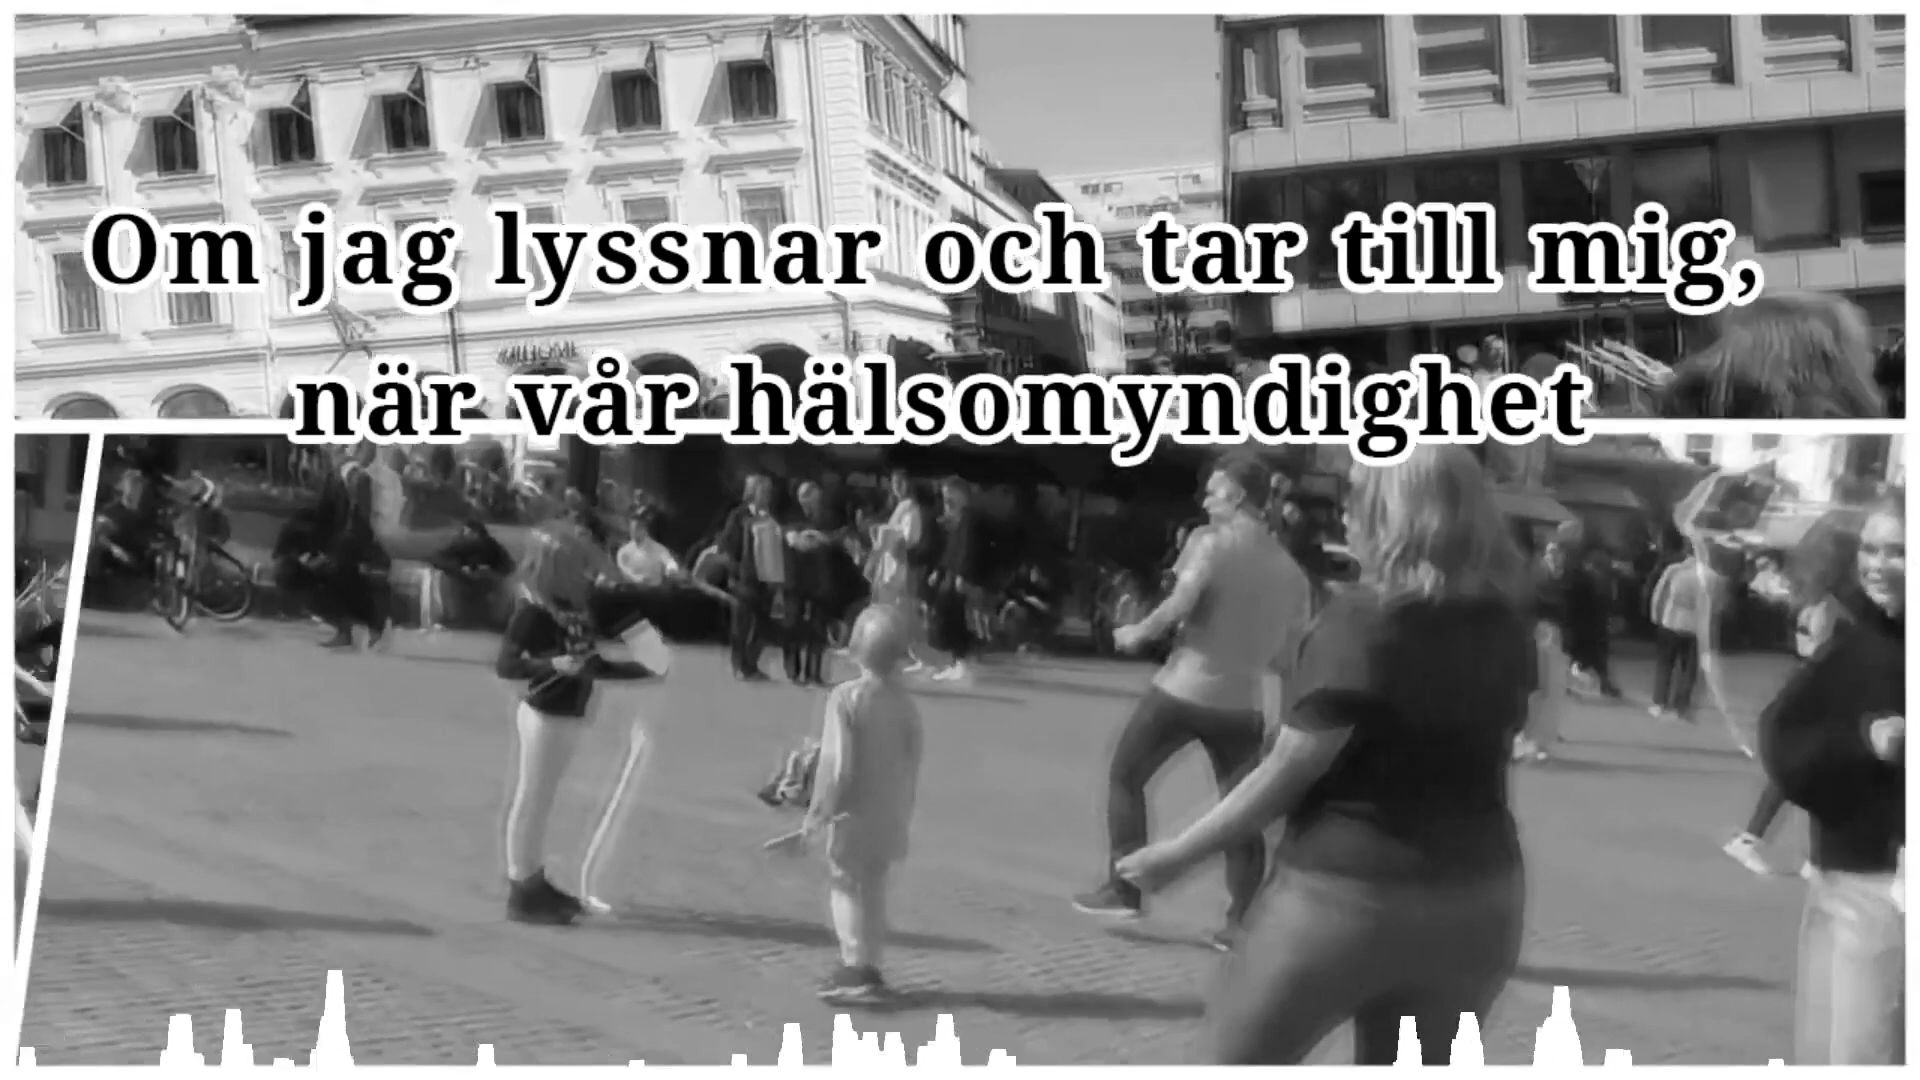 Om jag lyssnar och tar till mig,
när vår hälsomyndighet